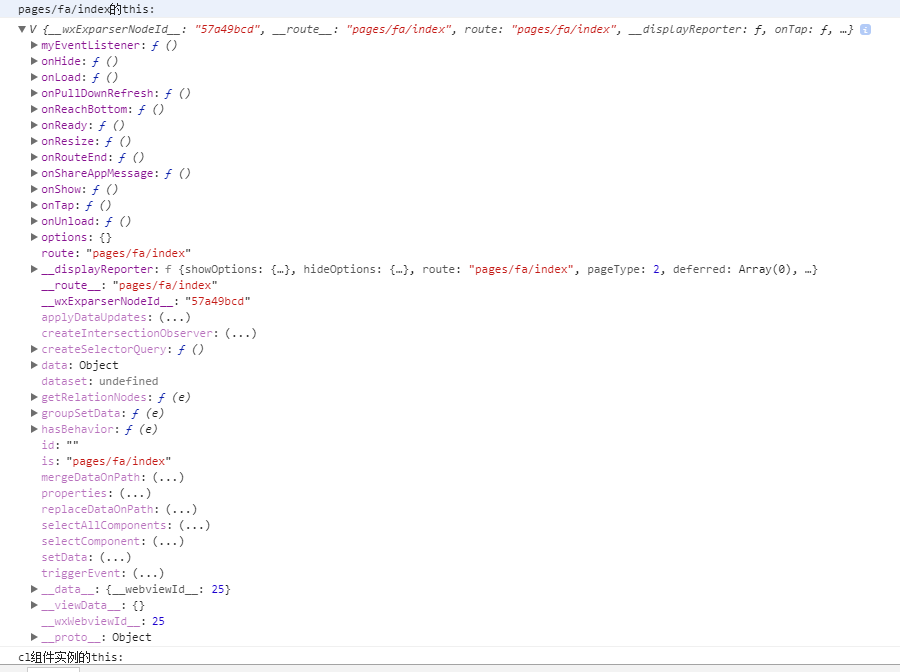 pages/fa/index的this:
▼V {__wxExparserNodeId__: "57a49bcd", __route__: "pages/fa/index", route: "pages/fa/index", __displayReporter: ƒ, onTap: ƒ, …} i
▶myEventListener: ƒ ()
▶onHide: ƒ ()
▶onLoad: ƒ ()
▶onPullDownRefresh: ƒ ()
▶onReachBottom: ƒ ()
▶onReady: ƒ ()
▶onResize: ƒ ()
▶onRouteEnd: ƒ ()
▶onShareAppMessage: ƒ ()
▶onShow: ƒ ()
▶onTap: ƒ ()
▶onUnload: ƒ ()
▶options: {}
route: "pages/fa/index"
▶__displayReporter: f {showOptions: {…}, hideOptions: {…}, route: "pages/fa/index", pageType: 2, deferred: Array(0), …}
__route__: "pages/fa/index"
__wxExparserNodeId__: "57a49bcd"
applyDataUpdates: (...)
createIntersectionObserver: (...)
▶createSelectorQuery: ƒ ()
▶data: Object
dataset: undefined
▶getRelationNodes: ƒ (e)
▶groupSetData: ƒ (e)
▶hasBehavior: ƒ (e)
id: ""
is: "pages/fa/index"
mergeDataOnPath: (...)
properties: (...)
replaceDataOnPath: (...)
selectAllComponents: (...)
selectComponent: (...)
setData: (...)
triggerEvent: (...)
▶__data__: {__webviewId__: 25}
▶__viewData__: {}
__wxWebviewId__: 25
▶__proto__: Object
cl组件实例的this: